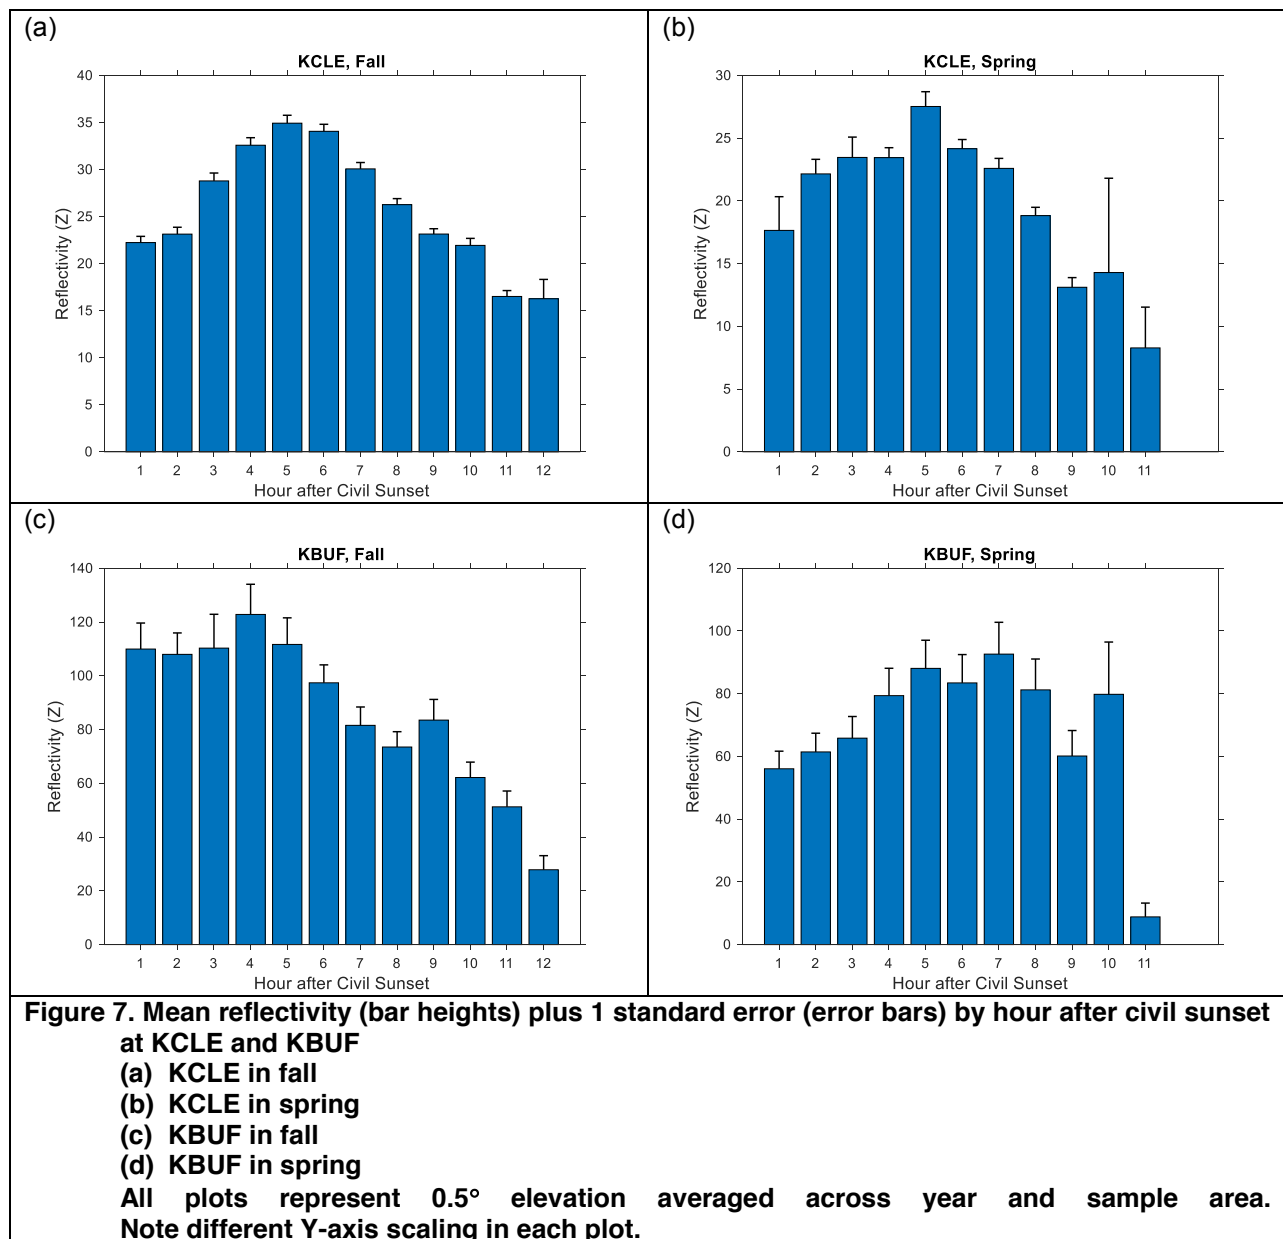 (a)
KCLE, Fall
40
35
30
25
20
15
10
5
0
Reflectivity (Z)
1 2 3 4 5 6 7 8 9 10 11 12
Hour after Civil Sunset
(b)
KCLE, Spring
30
25
20
15
10
5
0
Reflectivity (Z)
1 2 3 4 5 6 7 8 9 10 11
Hour after Civil Sunset
(c)
KBUF, Fall
140
120
100
80
60
40
20
0
Reflectivity (Z)
1 2 3 4 5 6 7 8 9 10 11 12
Hour after Civil Sunset
(d)
KBUF, Spring
120
100
80
60
40
20
0
Reflectivity (Z)
1 2 3 4 5 6 7 8 9 10 11
Hour after Civil Sunset
Figure 7. Mean reflectivity (bar heights) plus 1 standard error (error bars) by hour after civil sunset
at KCLE and KBUF
(a) KCLE in fall
(b) KCLE in spring
(c) KBUF in fall
(d) KBUF in spring
All plots represent 0.5° elevation averaged across year and sample area.
Note different Y-axis scaling in each plot.